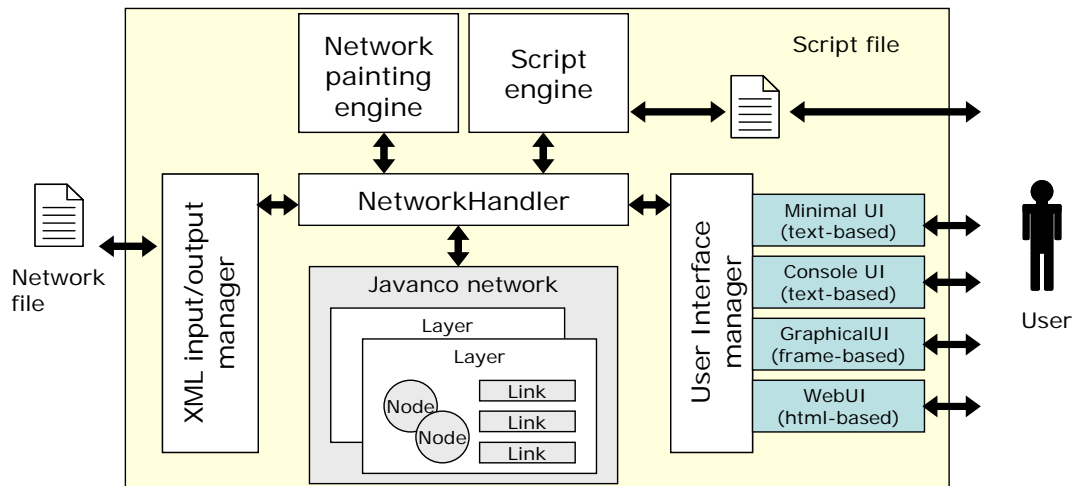 Network
painting
engine
Script
engine
Script file
NetworkHandler
Network
file
XML input/output
manager
Javanco network
Layer
Layer
Node
Node
Link
Link
Link
User Interface
manager
Minimal UI
(text-based)
Console UI
(text-based)
GraphicalUI
(frame-based)
WebUI
(html-based)
User